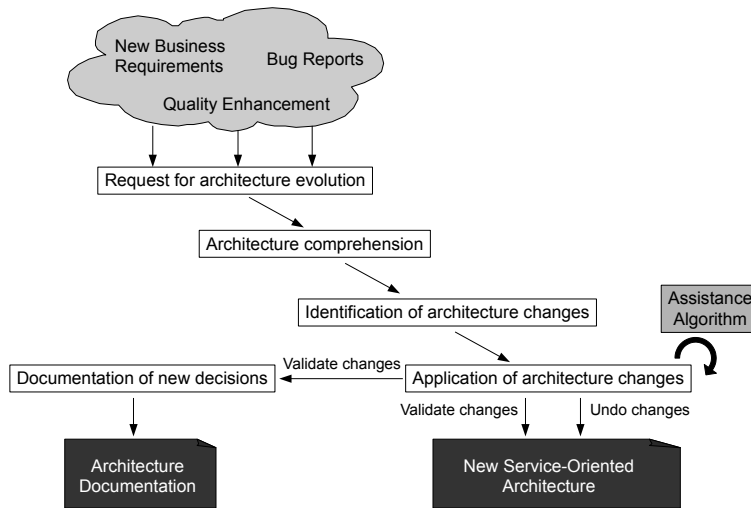 New Business
Requirements
Bug Reports
Quality Enhancement
Request for architecture evolution
Architecture comprehension
Identification of architecture changes
Assistance
Algorithm
Documentation of new decisions
Validate changes
Application of architecture changes
Validate changes
Undo changes
Architecture
Documentation
New Service-Oriented
Architecture